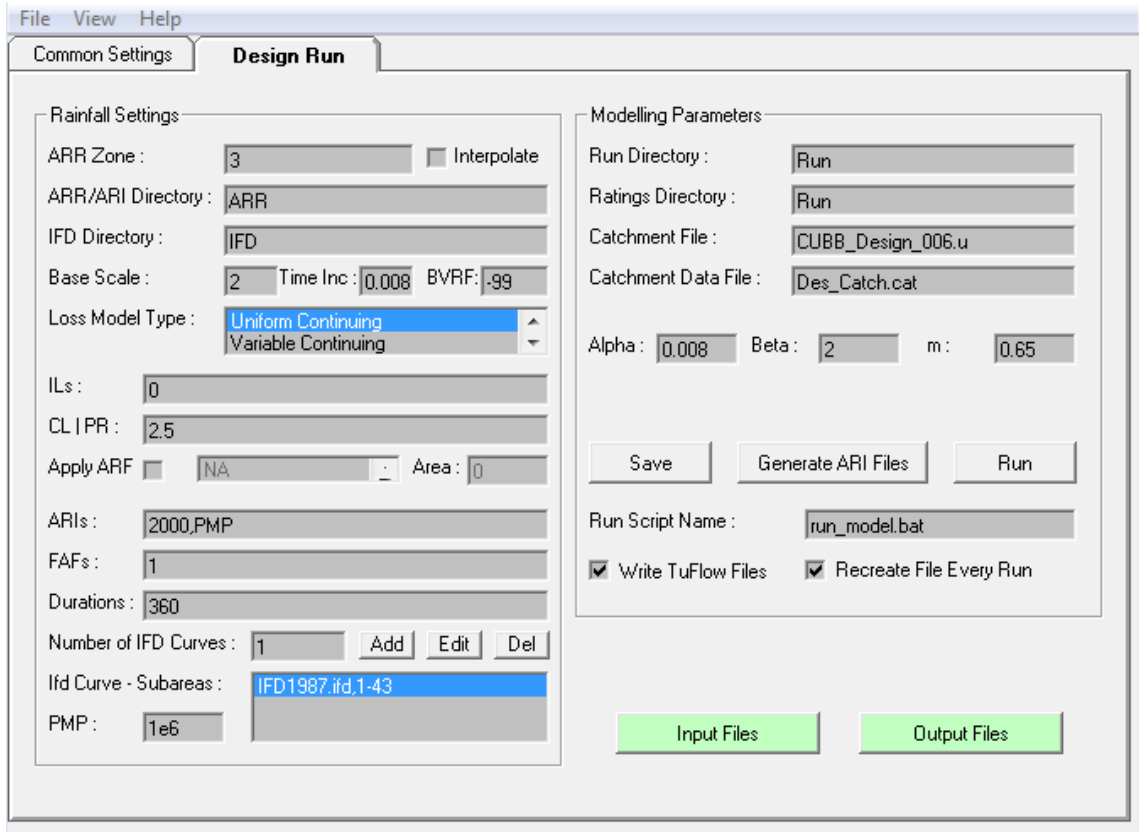 File View Help
Common Settings Design Run
Rainfall Settings
ARR Zone : 3 Interpolate
ARR/ARI Directory : ARR
IFD Directory : IFD
Base Scale : 2 Time Inc : 0.008 BVRF: -99
Loss Model Type : Uniform Continuing
Variable Continuing
ILs : 0
CL | PR : 2.5
Apply ARF NA Area : 0
ARIs : 2000,PMP
FAFs : 1
Durations : 360
Number of IFD Curves : 1 Add Edit Del
Ifd Curve - Subareas : IFD1987.ifd,1-43
PMP : 1e6
Modelling Parameters
Run Directory : Run
Ratings Directory : Run
Catchment File : CUBB_Design_006.u
Catchment Data File : Des_Catch.cat
Alpha : 0.008 Beta : 2 m : 0.65
Save Generate ARI Files Run
Run Script Name : run_model.bat
Write TuFlow Files Recreate File Every Run
Input Files Output Files